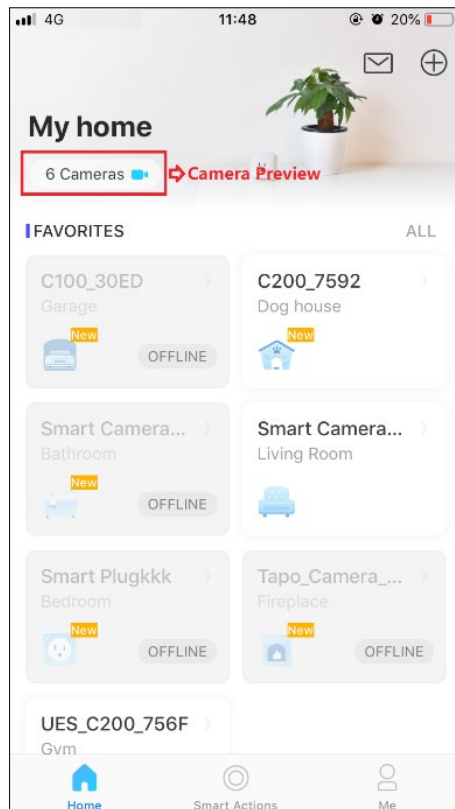 4G 11:48 20%
My home
6 Cameras Camera Preview
FAVORITES ALL
C100_30ED C200_7592
Garage Dog house
New New
OFFLINE
Smart Camera... Smart Camera...
Bathroom Living Room
New
OFFLINE
Smart Plugkkk Tapo_Camera_...
Bedroom Fireplace
New New
OFFLINE OFFLINE
UES_C200_756F
Gym
Home Smart Actions Me